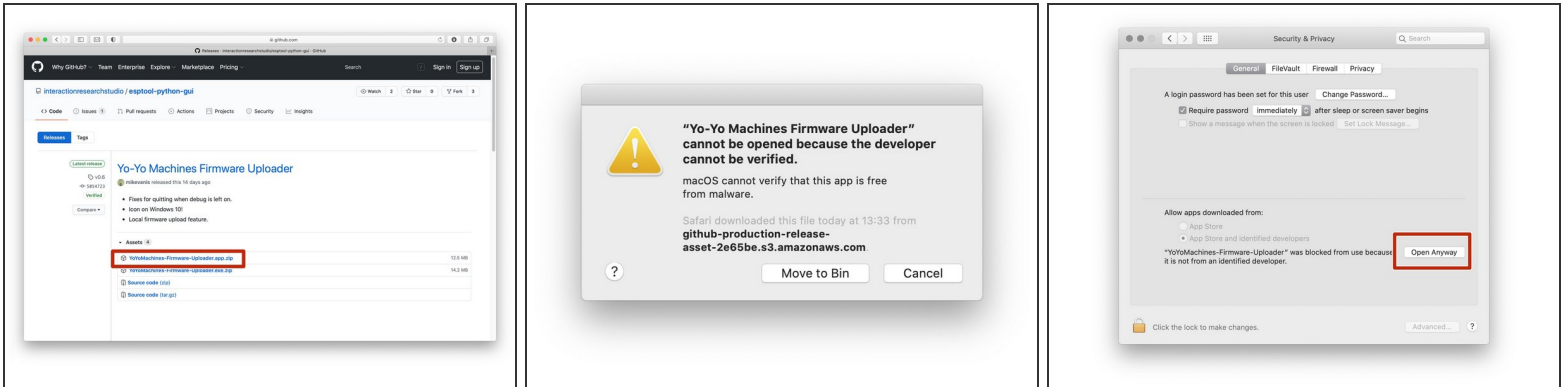 github.com
Releases · interactionresearchstudio/esptool-python-gui · GitHub
Why GitHub? Team Enterprise Explore Marketplace Pricing Search / Sign in Sign up
interactionresearchstudio / esptool-python-gui
Watch 2 Star 0 Fork 3
<> Code Issues 1 Pull requests Actions Projects Security Insights
Releases Tags
Latest release
v0.6
5854723
Verified
Compare
Yo-Yo Machines Firmware Uploader
mikevanis released this 14 days ago
• Fixes for quitting when debug is left on.
• Icon on Windows 10!
• Local firmware upload feature.
Assets 4
YoYoMachines-Firmware-Uploader.app.zip 12.6 MB
YoYoMachines-Firmware-Uploader.exe.zip 14.2 MB
Source code (zip)
Source code (tar.gz)
“Yo-Yo Machines Firmware Uploader”
cannot be opened because the developer
cannot be verified.
macOS cannot verify that this app is free
from malware.
Safari downloaded this file today at 13:33 from
github-production-release-
asset-2e65be.s3.amazonaws.com.
? Move to Bin Cancel
Security & Privacy Search
General FileVault Firewall Privacy
A login password has been set for this user Change Password...
Require password immediately after sleep or screen saver begins
Show a message when the screen is locked Set Lock Message...
Allow apps downloaded from:
App Store
App Store and identified developers
“YoYoMachines-Firmware-Uploader” was blocked from use because Open Anyway
it is not from an identified developer.
Click the lock to make changes. Advanced... ?